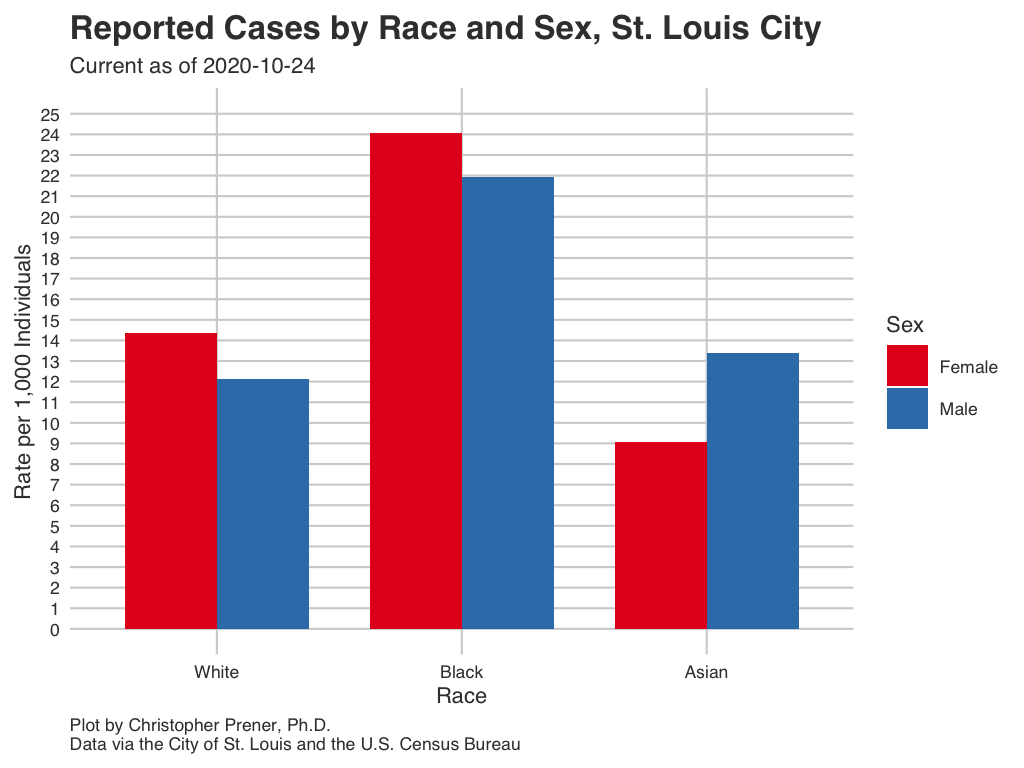 Reported Cases by Race and Sex, St. Louis City
Current as of 2020-10-24
25
24
23
22
21
20
19
18
17
16
15
14
13
12
11
10
9
8
7
6
5
4
3
2
1
0
Rate per 1,000 Individuals
White Black Asian
Race
Sex
Female
Male
Plot by Christopher Prener, Ph.D.
Data via the City of St. Louis and the U.S. Census Bureau